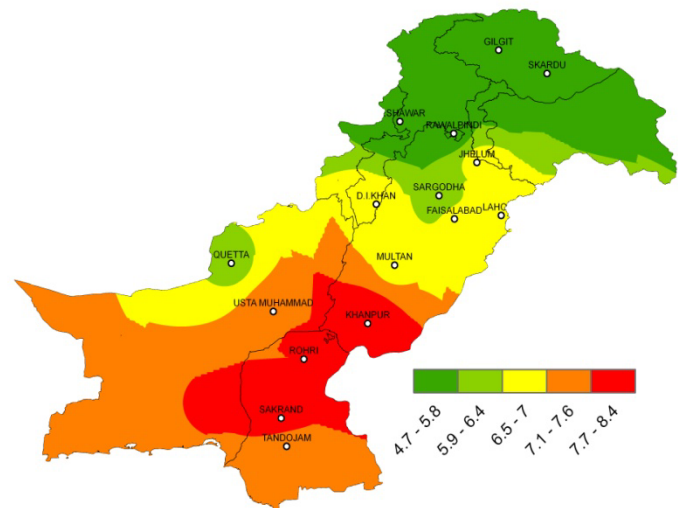 GILGIT
SKARDU
SHAWAR
RAWALPINDI
JHELUM
SARGODHA
D.I.KHAN
FAISALABAD
LAHC
QUETTA
MULTAN
USTA MUHAMMAD
KHANPUR
ROHRI
SAKRAND
TANDOJAM
4.7 - 5.8
5.9 - 6.4
6.5 - 7
7.1 - 7.6
7.7 - 8.4